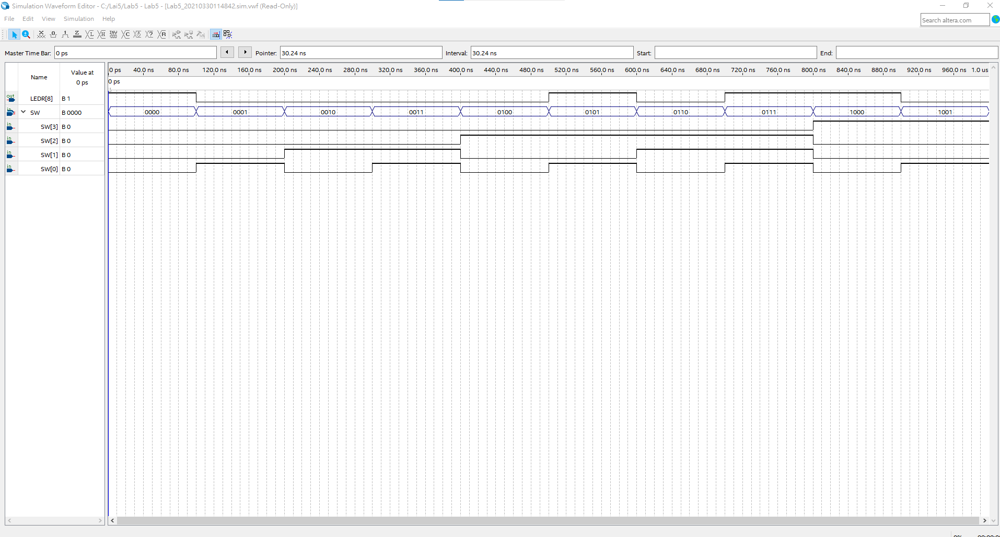 Simulation Waveform Editor - C:/Lai5/Lab5 - Lab5 - [Lab5_20210330114842.sim.vwf (Read-Only)]
File Edit View Simulation Help
Search altera.com
Master Time Bar: 0 ps Pointer: 30.24 ns Interval: 30.24 ns Start: End:
Name Value at 0 ps
0 ps 40.0 ns 80.0 ns 120.0 ns 160.0 ns 200.0 ns 240.0 ns 280.0 ns 320.0 ns 360.0 ns 400.0 ns 440.0 ns 480.0 ns 520.0 ns 560.0 ns 600.0 ns 640.0 ns 680.0 ns 720.0 ns 760.0 ns 800.0 ns 840.0 ns 880.0 ns 920.0 ns 960.0 ns 1.0 us
0 ps
out LEDR[8] B 1
in SW B 0000 0000 0001 0010 0011 0100 0101 0110 0111 1000 1001
in SW[3] B 0
in SW[2] B 0
in SW[1] B 0
in SW[0] B 0